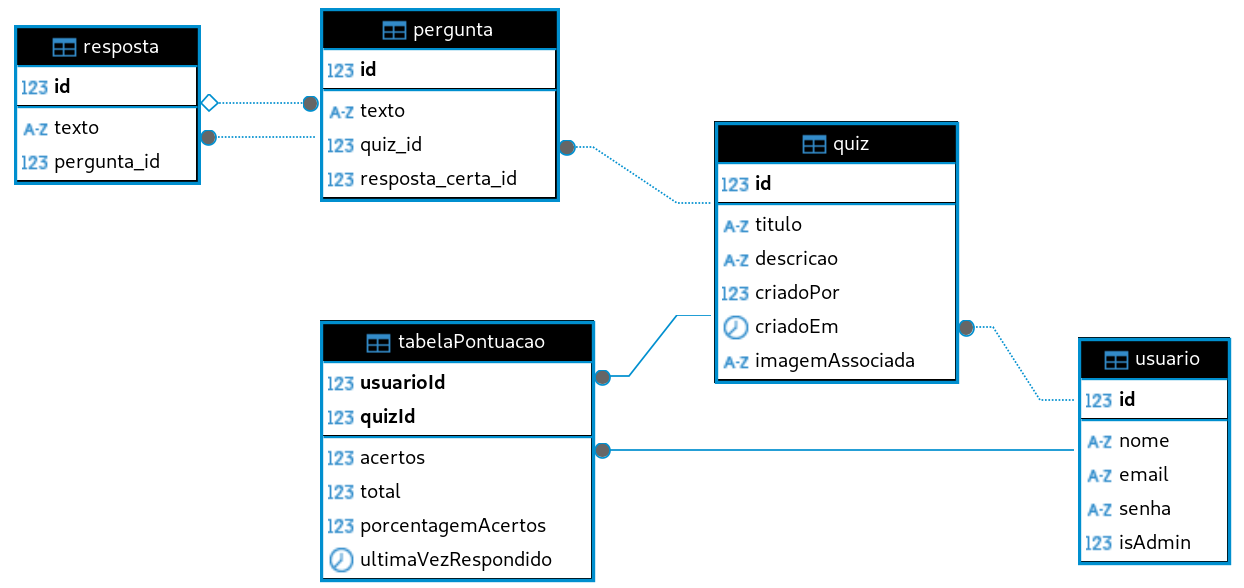 resposta
123 id
A-Z texto
123 pergunta_id
pergunta
123 id
A-Z texto
123 quiz_id
123 resposta_certa_id
quiz
123 id
A-Z titulo
A-Z descricao
123 criadoPor
criadoEm
A-Z imagemAssociada
tabelaPontuacao
123 usuarioId
123 quizId
123 acertos
123 total
123 porcentagemAcertos
ultimaVezRespondido
usuario
123 id
A-Z nome
A-Z email
A-Z senha
123 isAdmin